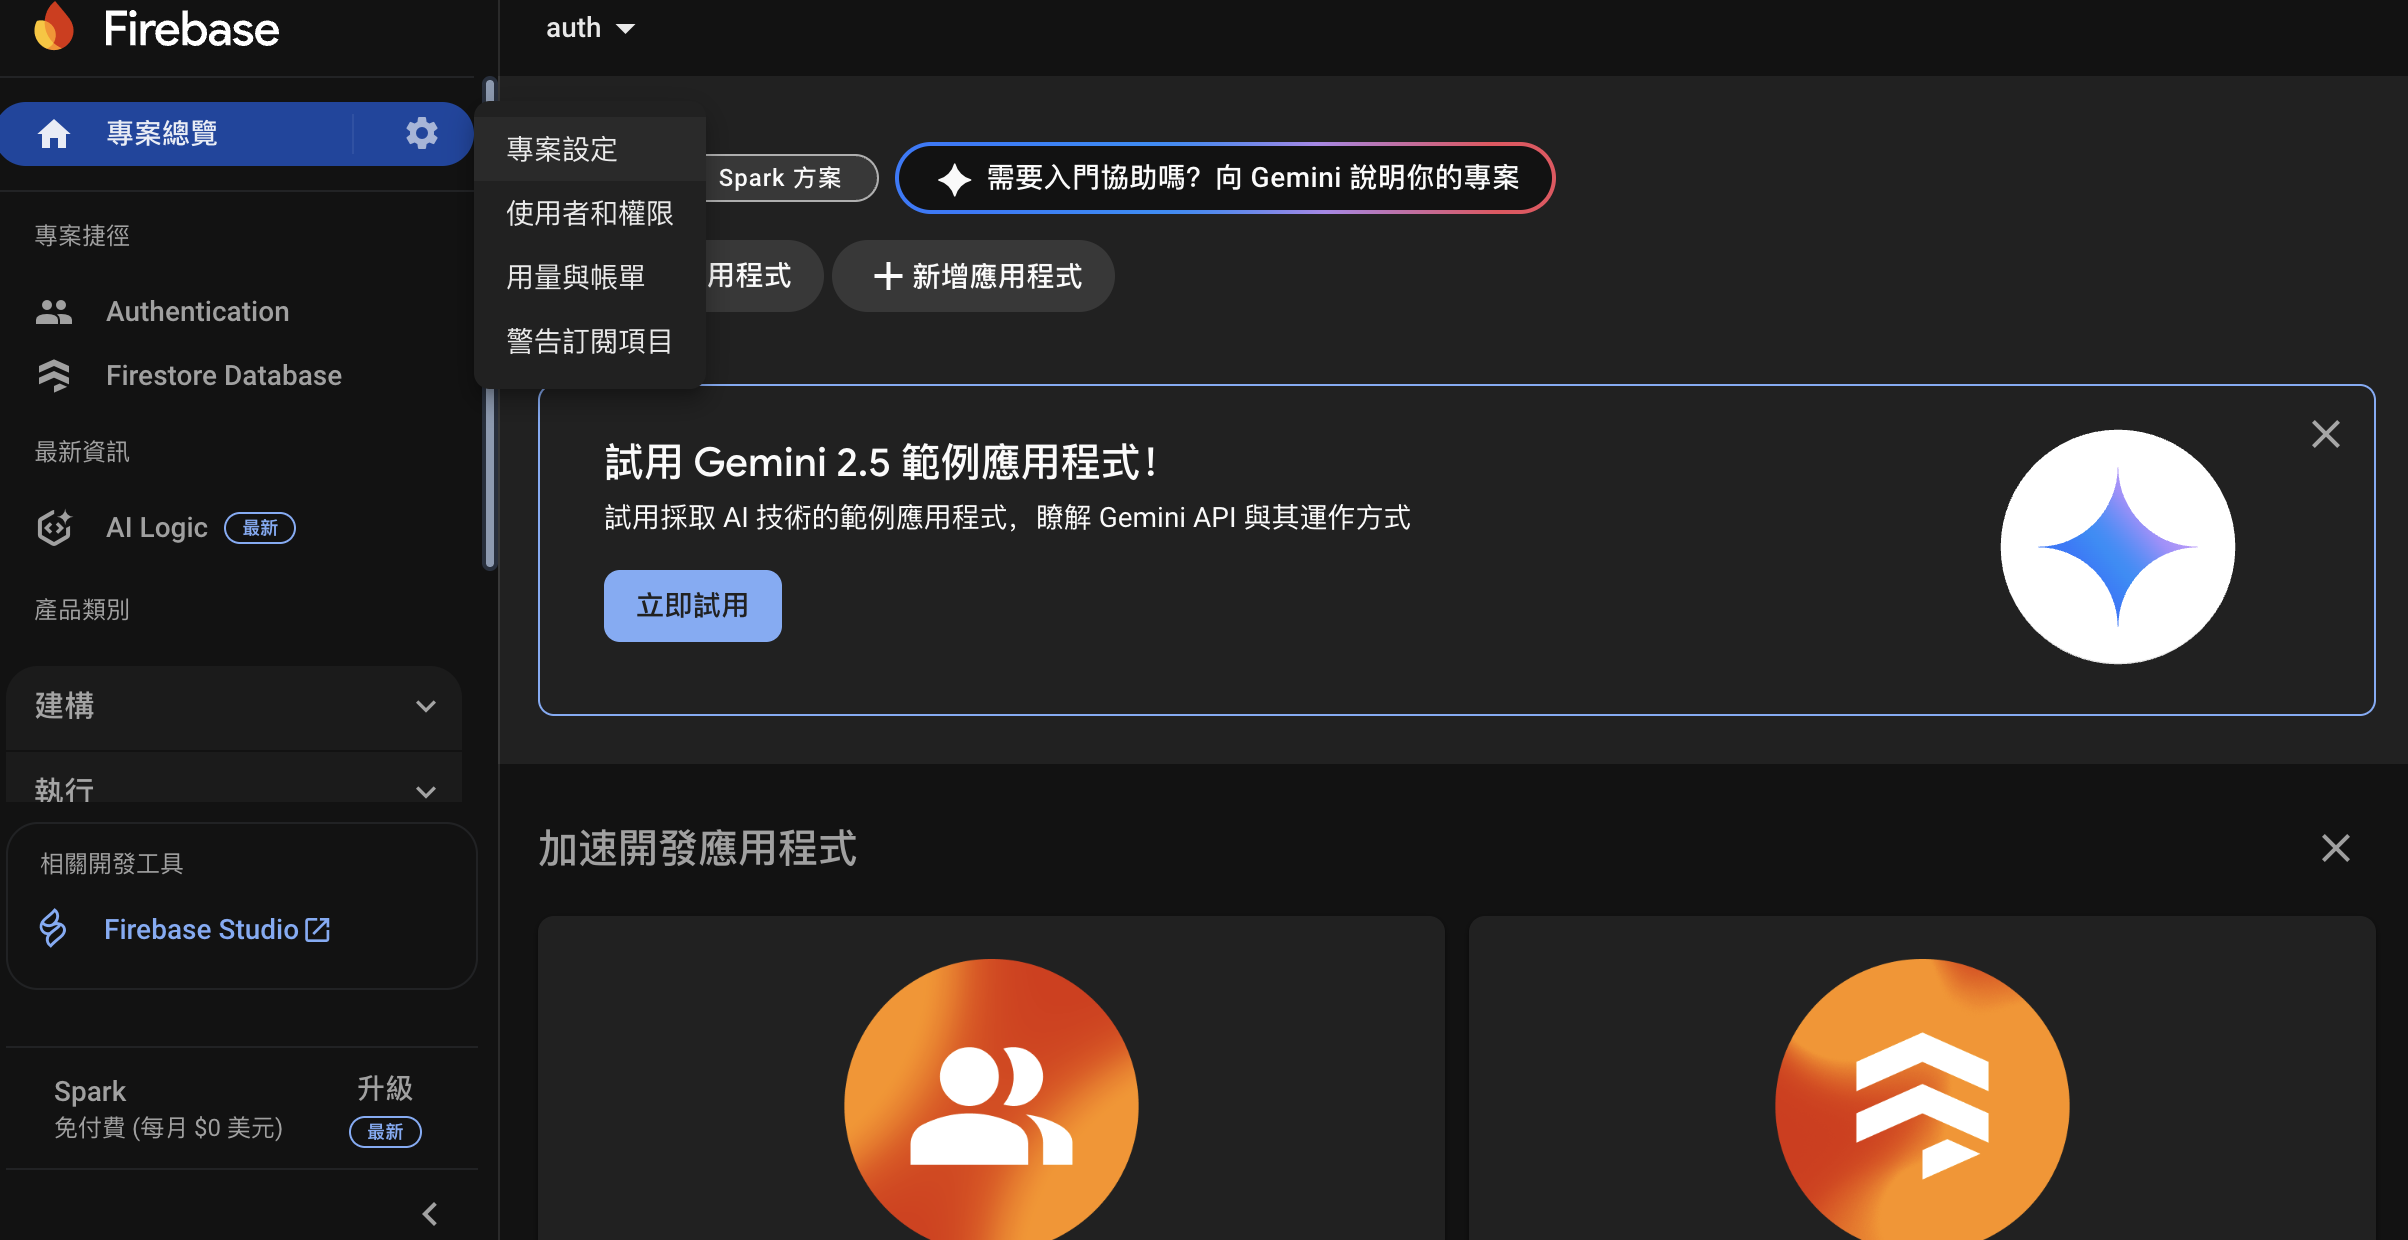 Firebase
auth
專案總覽
專案設定
使用者和權限
用量與帳單
警告訂閱項目
Spark 方案
需要入門協助嗎？向 Gemini 說明你的專案
用程式
新增應用程式
專案捷徑
Authentication
Firestore Database
最新資訊
AI Logic 最新
產品類別
建構
執行
相關開發工具
Firebase Studio
Spark
免付費 (每月 $0 美元)
升級
最新
試用 Gemini 2.5 範例應用程式！
試用採取 AI 技術的範例應用程式，瞭解 Gemini API 與其運作方式
立即試用
加速開發應用程式